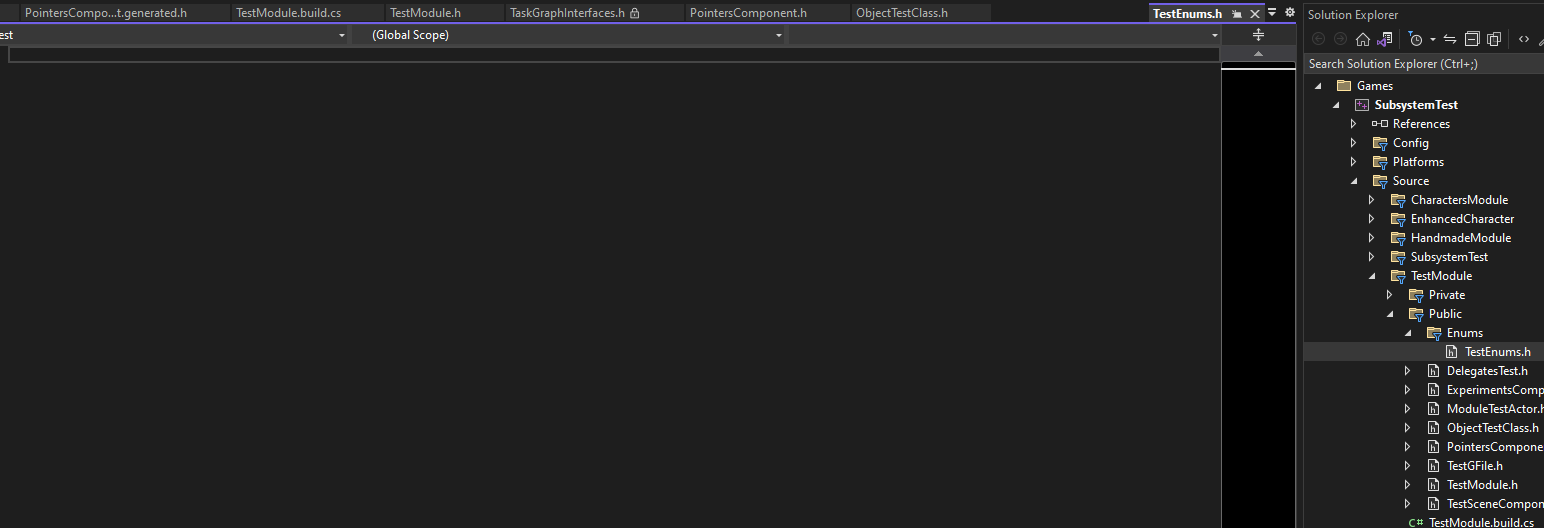 PointersCompo...t.generated.h
TestModule.build.cs
TestModule.h
TaskGraphInterfaces.h
PointersComponent.h
ObjectTestClass.h
TestEnums.h
est
(Global Scope)
Solution Explorer
Search Solution Explorer (Ctrl+;)
Games
SubsystemTest
References
Config
Platforms
Source
CharactersModule
EnhancedCharacter
HandmadeModule
SubsystemTest
TestModule
Private
Public
Enums
TestEnums.h
DelegatesTest.h
ExperimentsComp
ModuleTestActor.h
ObjectTestClass.h
PointersCompone
TestGFile.h
TestModule.h
TestSceneCompon
C# TestModule.build.cs